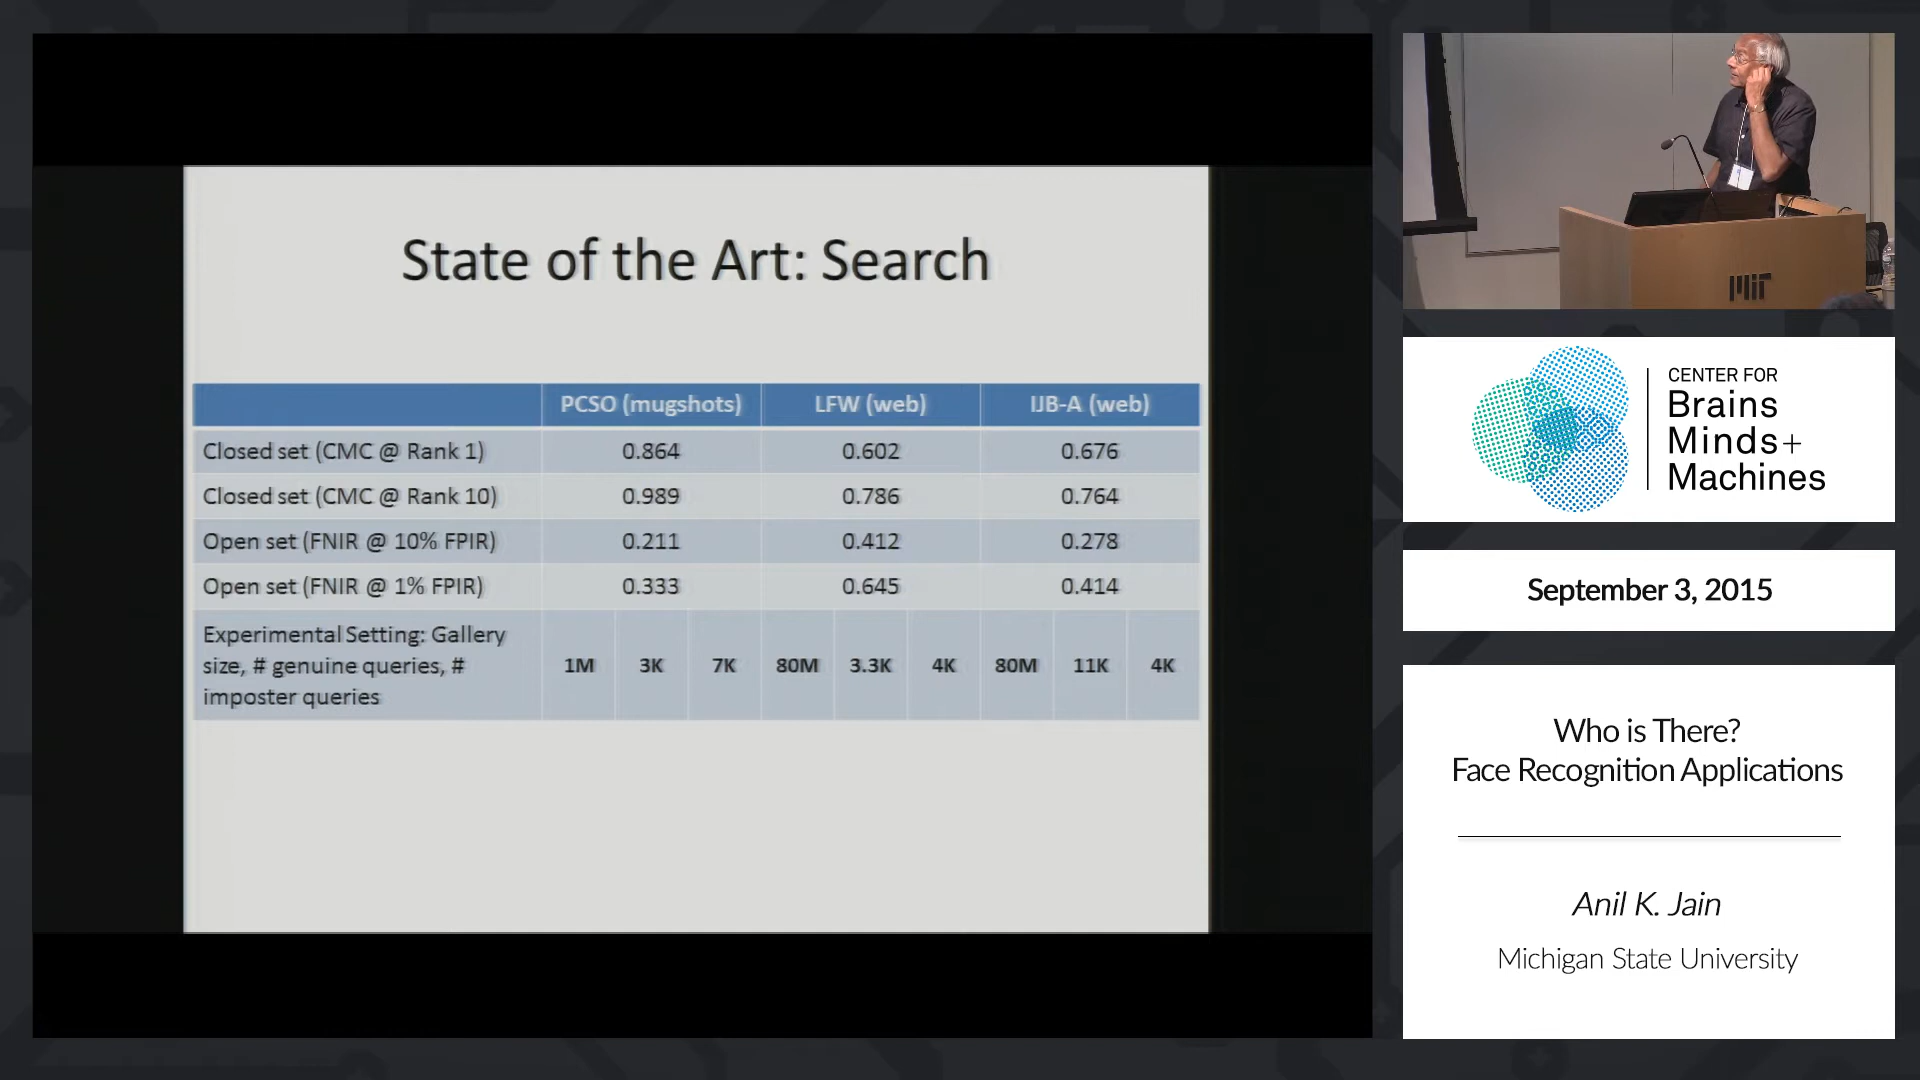 State of the Art: Search
PCSO (mugshots) LFW (web) IJB-A (web)
Closed set (CMC @ Rank 1) 0.864 0.602 0.676
Closed set (CMC @ Rank 10) 0.989 0.786 0.764
Open set (FNIR @ 10% FPIR) 0.211 0.412 0.278
Open set (FNIR @ 1% FPIR) 0.333 0.645 0.414
Experimental Setting: Gallery
size, # genuine queries, # 1M 3K 7K 80M 3.3K 4K 80M 11K 4K
imposter queries
MIT
CENTER FOR
Brains
Minds+
Machines
September 3, 2015
Who is There?
Face Recognition Applications
Anil K. Jain
Michigan State University